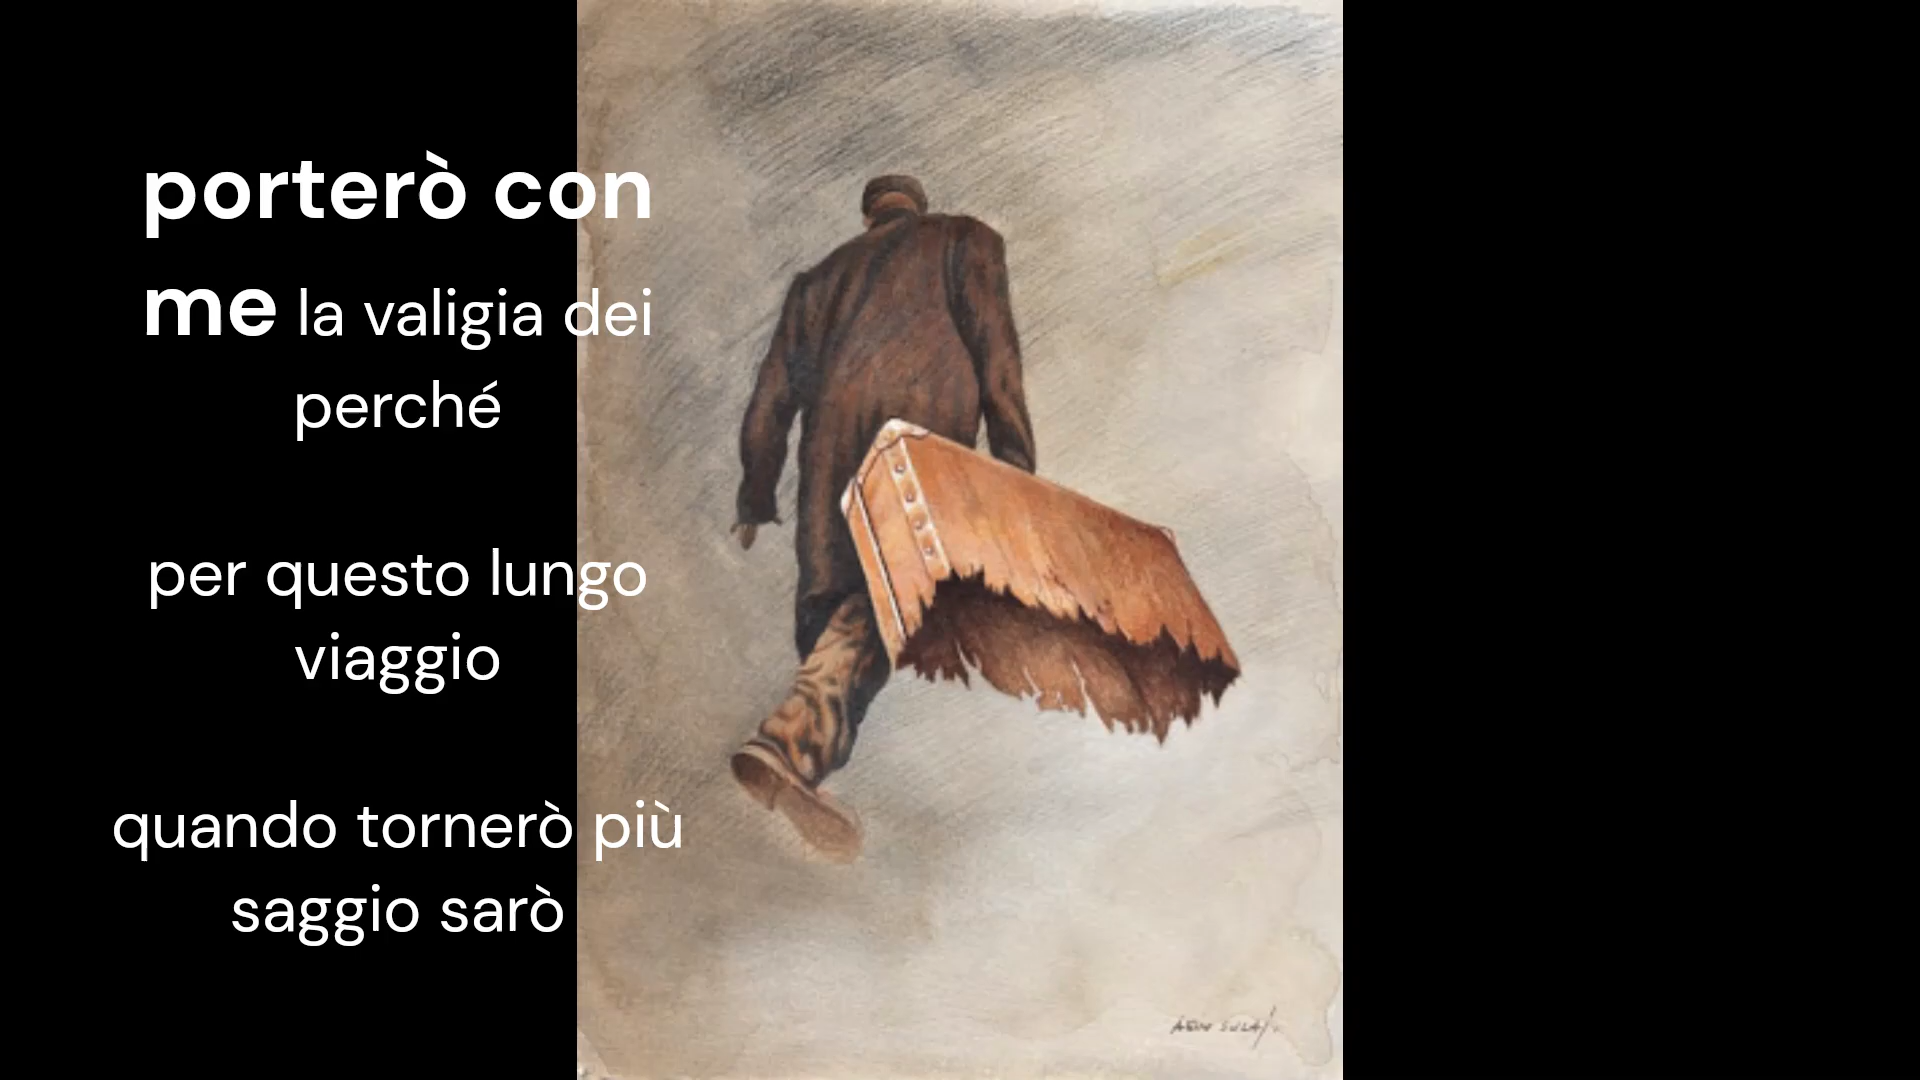 porterò con
me la valigia dei
perché
per questo lungo
viaggio
quando tornerò più
saggio sarò